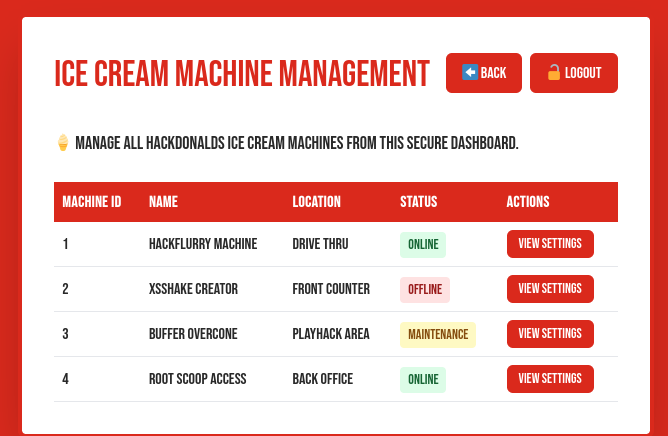 ICE CREAM MACHINE MANAGEMENT BACK LOGOUT
MANAGE ALL HACKDONALDS ICE CREAM MACHINES FROM THIS SECURE DASHBOARD.
MACHINE ID NAME LOCATION STATUS ACTIONS
1 HACKFLURRY MACHINE DRIVE THRU ONLINE VIEW SETTINGS
2 XSSHAKE CREATOR FRONT COUNTER OFFLINE VIEW SETTINGS
3 BUFFER OVERCONE PLAYHACK AREA MAINTENANCE VIEW SETTINGS
4 ROOT SCOOP ACCESS BACK OFFICE ONLINE VIEW SETTINGS